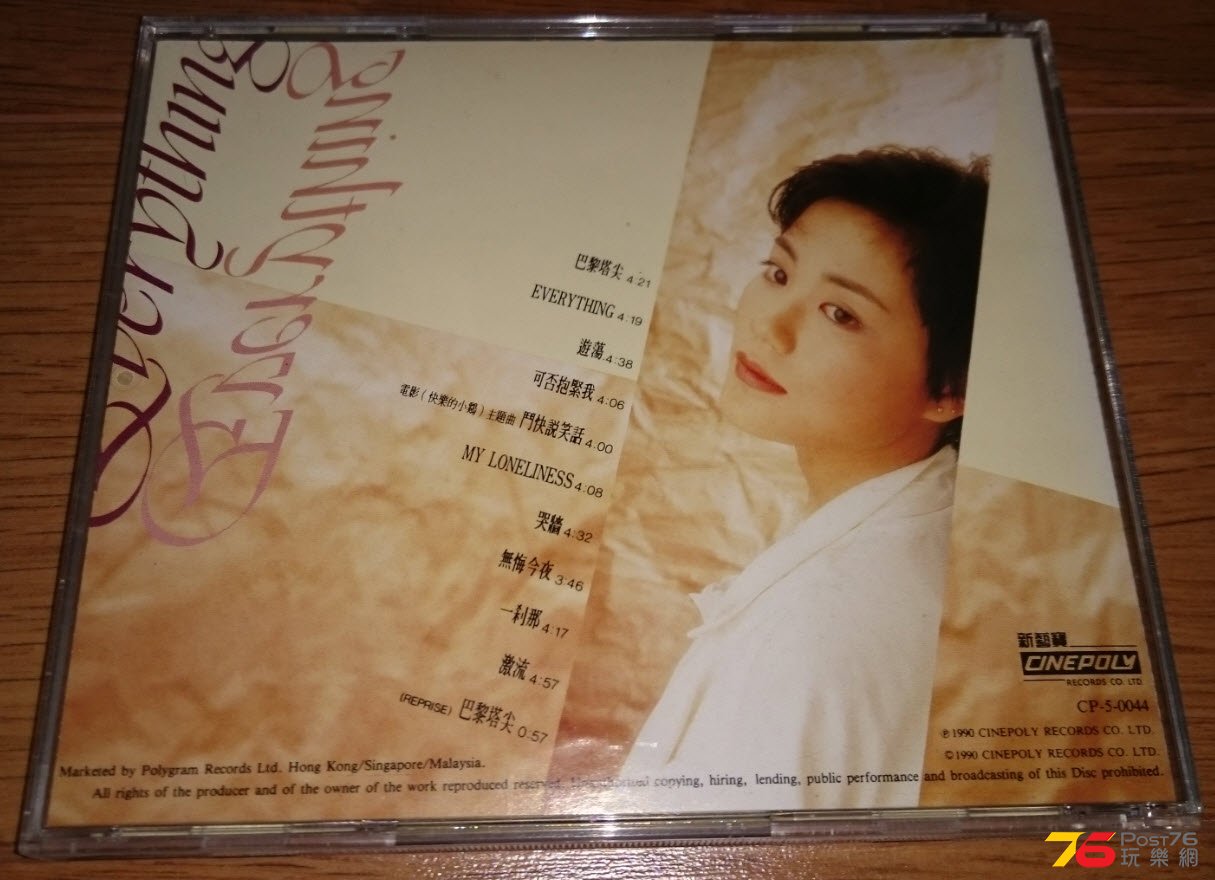 Everything
Everything
巴黎塔尖 4:21
EVERYTHING 4:19
遊蕩 4:38
可否抱緊我 4:06
電影(快樂的小鷄)主題曲 鬥快説笑話 4:00
MY LONELINESS 4:08
哭牆 4:32
無悔今夜 3:46
一刹那 4:17
激流 4:57
(REPRISE) 巴黎塔尖 0:57
新藝寶
CINEPOLY
RECORDS CO. LTD.
CP-5-0044
℗1990 CINEPOLY RECORDS CO. LTD.
©1990 CINEPOLY RECORDS CO. LTD.
Marketed by Polygram Records Ltd. Hong Kong/Singapore/Malaysia.
All rights of the producer and of the owner of the work reproduced reserved. Unauthorised copying, hiring, lending, public performance and broadcasting of this Disc prohibited.
76 POST76
玩樂網